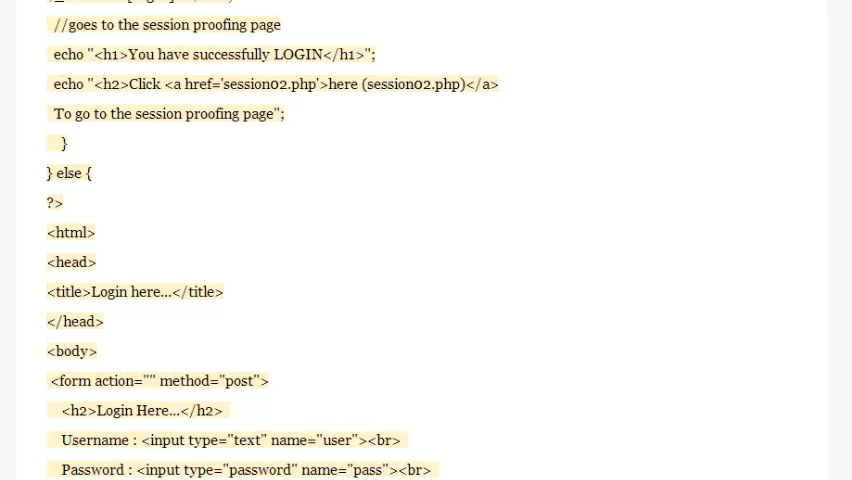 //goes to the session proofing page
echo "<h1>You have successfully LOGIN</h1>";
echo "<h2>Click <a href='session02.php'>here (session02.php)</a>
To go to the session proofing page";
}
} else {
?>
<html>
<head>
<title>Login here...</title>
</head>
<body>
<form action="" method="post">
<h2>Login Here...</h2>
Username : <input type="text" name="user"><br>
Password : <input type="password" name="pass"><br>